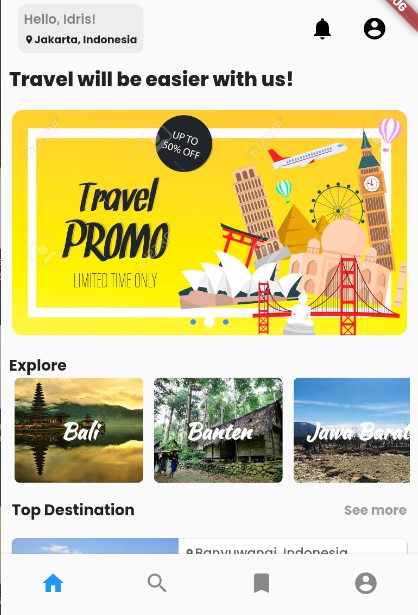 Hello, Idris!
Jakarta, Indonesia
Travel will be easier with us!
UP TO
50% OFF
Travel
PROMO
LIMITED TIME ONLY
Explore
Bali
Banten
Jawa Barat
Top Destination
See more
Banyuwangi, Indonesia